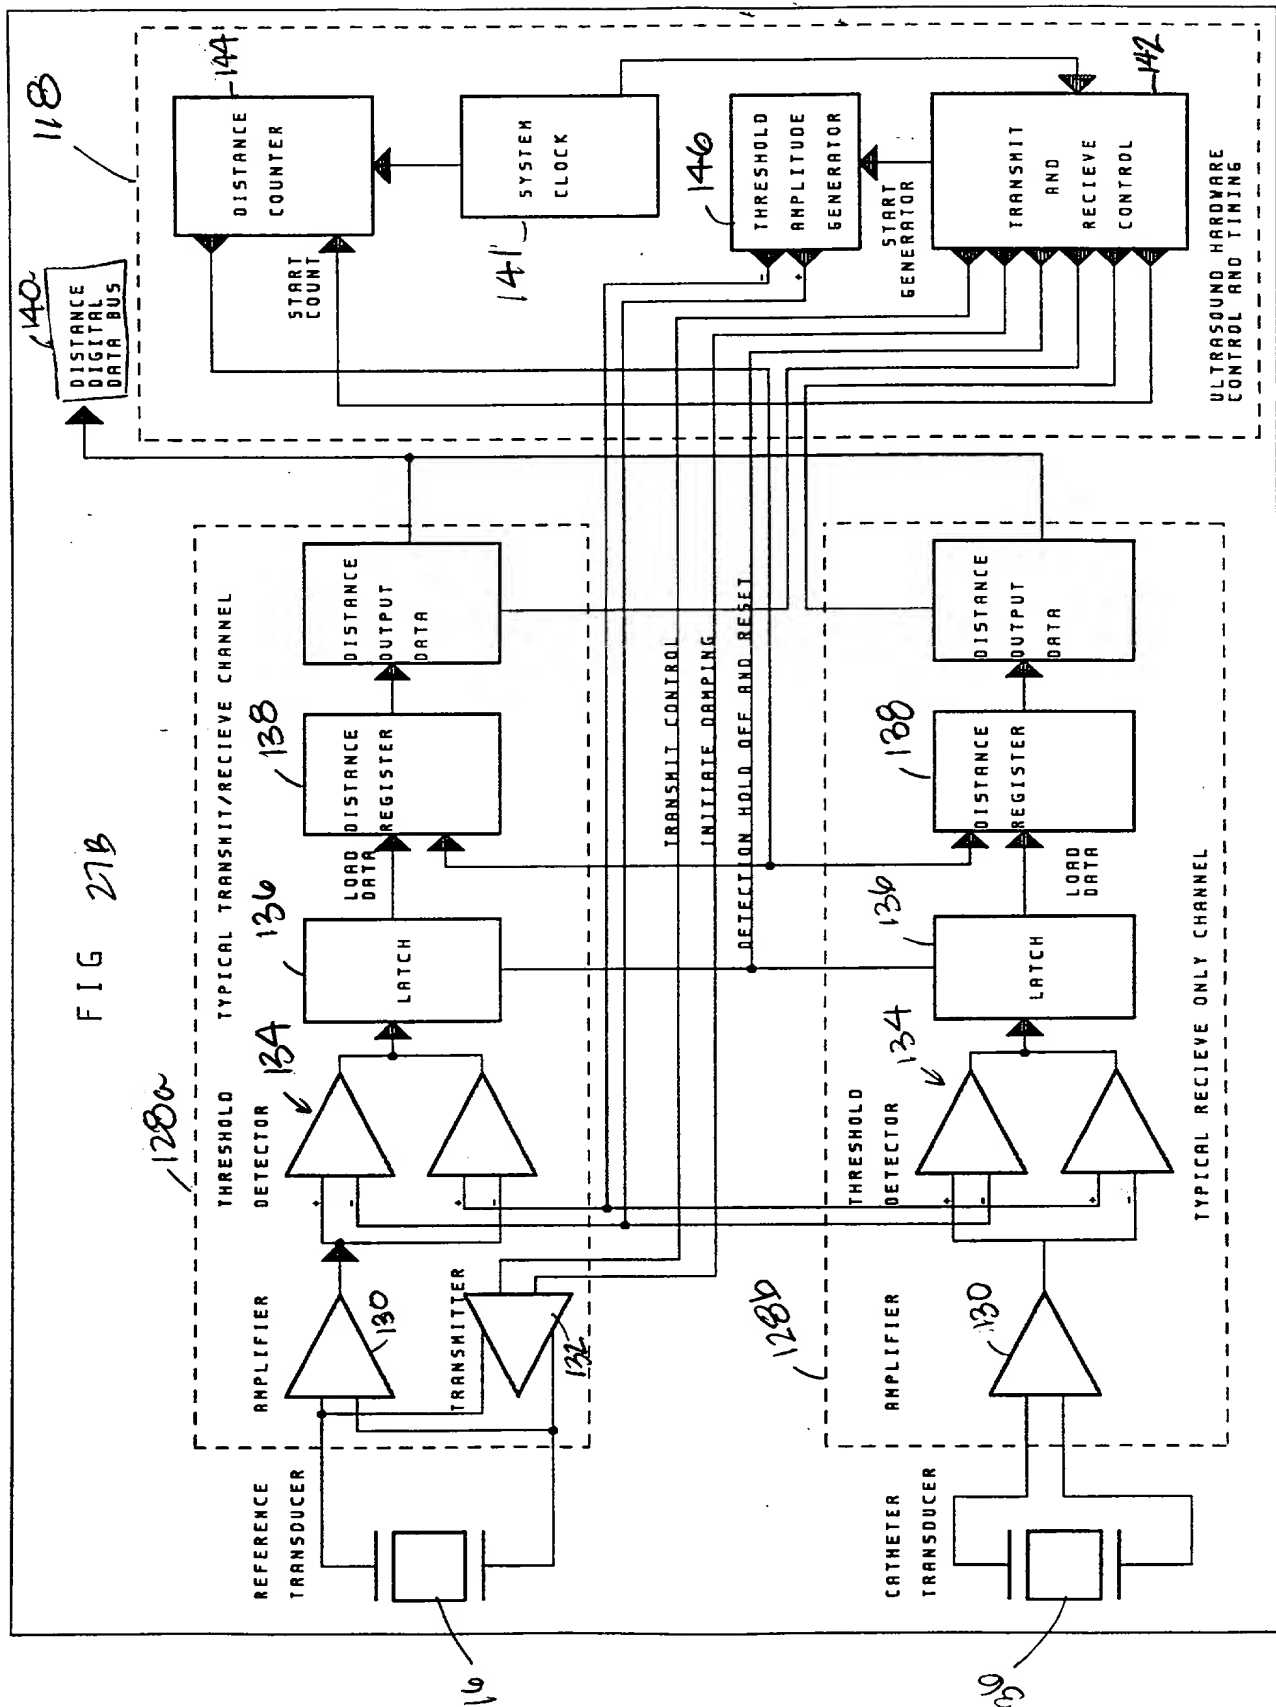 FIG 27B
118
140
DISTANCE
DIGITAL
DATA BUS
128a
TYPICAL TRANSMIT/RECIEVE CHANNEL
REFERENCE
TRANSDUCER
16
AMPLIFIER
130
TRANSMITTER
132
THRESHOLD
DETECTOR
134
+
-
+
-
136
LATCH
LOAD
DATA
138
DISTANCE
REGISTER
DISTANCE
OUTPUT
DATA
TRANSMIT CONTROL
INITIATE DAMPING
DETECTION HOLD OFF AND RESET
START
COUNT
144
DISTANCE
COUNTER
141
SYSTEM
CLOCK
146
THRESHOLD
AMPLITUDE
GENERATOR
-
+
START
GENERATOR
142
TRANSMIT
AND
RECIEVE
CONTROL
ULTRASOUND HARDWARE
CONTROL AND TIMING
128b
CATHETER
TRANSDUCER
36
AMPLIFIER
130
THRESHOLD
DETECTOR
134
+
-
+
-
136
LATCH
LOAD
DATA
138
DISTANCE
REGISTER
DISTANCE
OUTPUT
DATA
TYPICAL RECIEVE ONLY CHANNEL